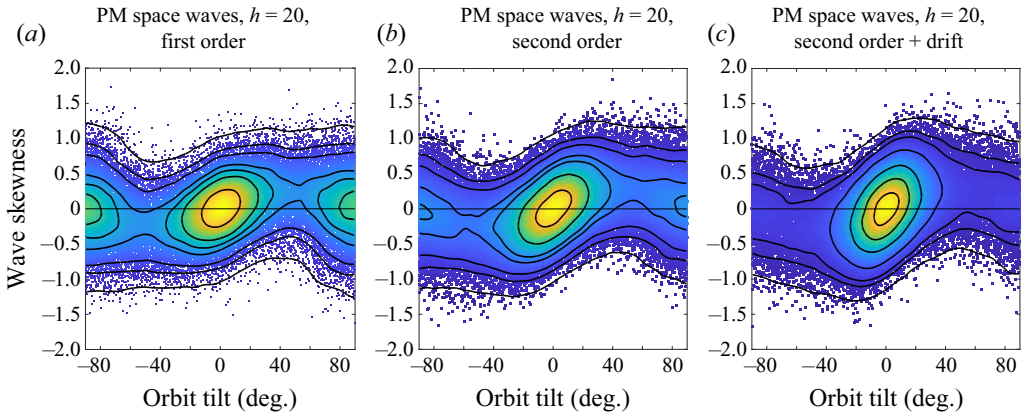 (a)
PM space waves, h = 20,
first order
(b)
PM space waves, h = 20,
second order
(c)
PM space waves, h = 20,
second order + drift
Wave skewness
2.0
1.5
1.0
0.5
0
−0.5
−1.0
−1.5
−2.0
−80 −40 0 40 80
Orbit tilt (deg.)
2.0
1.5
1.0
0.5
0
−0.5
−1.0
−1.5
−2.0
−80 −40 0 40 80
Orbit tilt (deg.)
2.0
1.5
1.0
0.5
0
−0.5
−1.0
−1.5
−2.0
−80 −40 0 40 80
Orbit tilt (deg.)